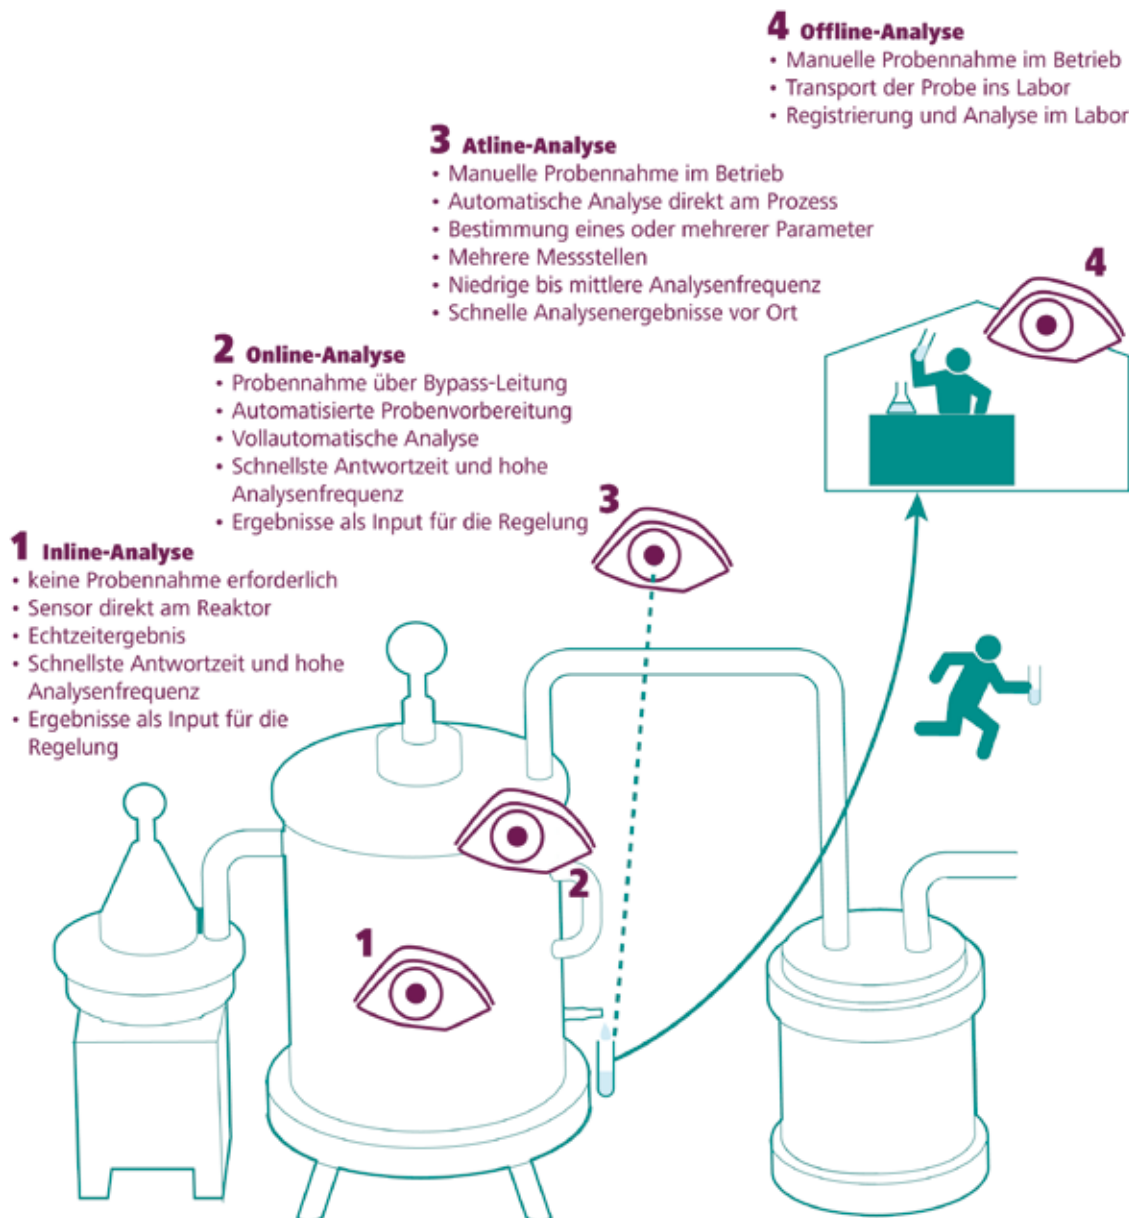 4 Offline-Analyse
• Manuelle Probennahme im Betrieb
• Transport der Probe ins Labor
• Registrierung und Analyse im Labor
3 Atline-Analyse
• Manuelle Probennahme im Betrieb
• Automatische Analyse direkt am Prozess
• Bestimmung eines oder mehrerer Parameter
• Mehrere Messstellen
• Niedrige bis mittlere Analysenfrequenz
• Schnelle Analysenergebnisse vor Ort
2 Online-Analyse
• Probennahme über Bypass-Leitung
• Automatisierte Probenvorbereitung
• Vollautomatische Analyse
• Schnellste Antwortzeit und hohe
Analysenfrequenz
• Ergebnisse als Input für die Regelung
1 Inline-Analyse
• keine Probennahme erforderlich
• Sensor direkt am Reaktor
• Echtzeitergebnis
• Schnellste Antwortzeit und hohe
Analysenfrequenz
• Ergebnisse als Input für die
Regelung
4
3
2
1